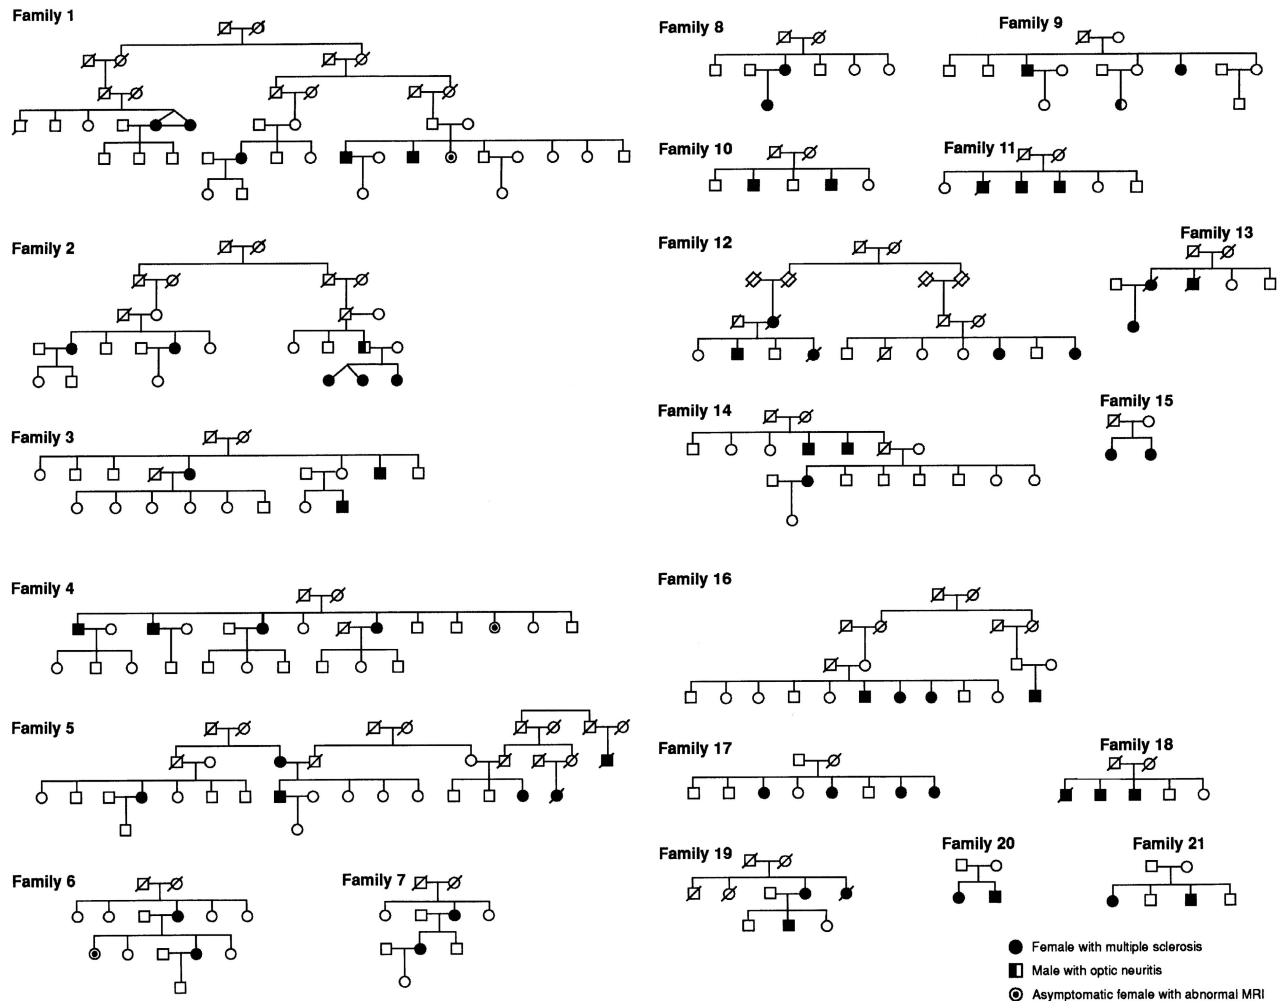 Family 1
Family 2
Family 3
Family 4
Family 5
Family 6
Family 7
Family 8
Family 9
Family 10
Family 11
Family 12
Family 13
Family 14
Family 15
Family 16
Family 17
Family 18
Family 19
Family 20
Family 21
Female with multiple sclerosis
Male with optic neuritis
Asymptomatic female with abnormal MRI